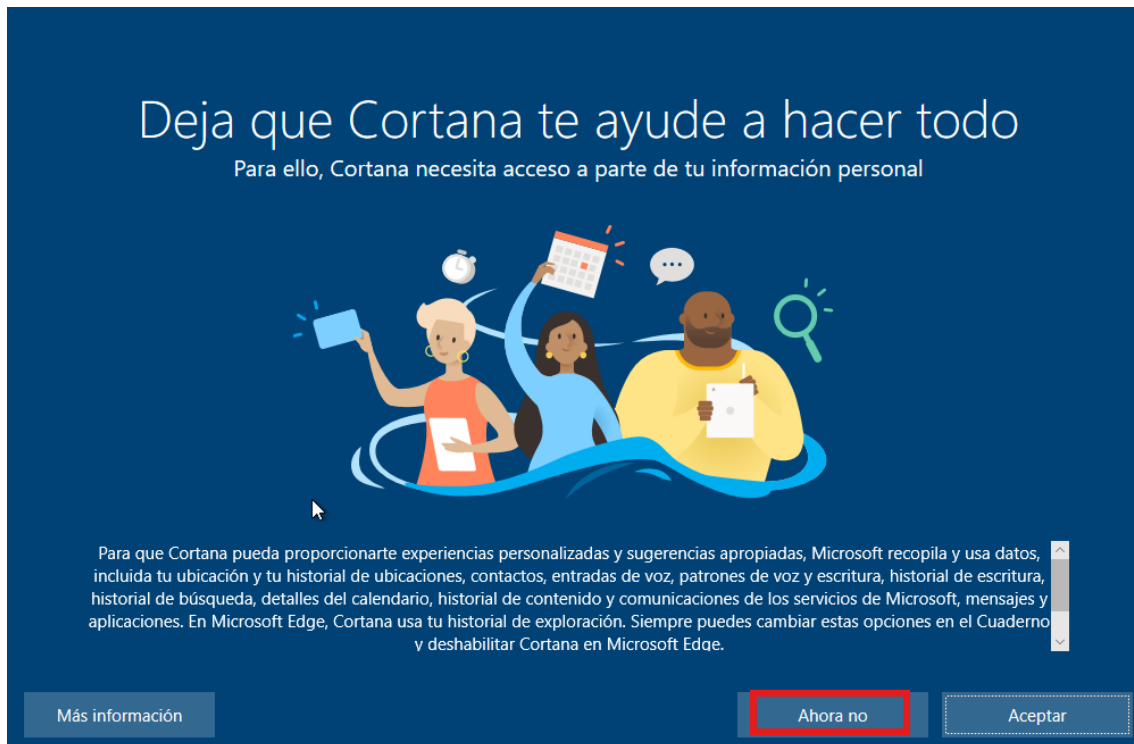 Deja que Cortana te ayude a hacer todo
Para ello, Cortana necesita acceso a parte de tu información personal
Para que Cortana pueda proporcionarte experiencias personalizadas y sugerencias apropiadas, Microsoft recopila y usa datos,
incluida tu ubicación y tu historial de ubicaciones, contactos, entradas de voz, patrones de voz y escritura, historial de escritura,
historial de búsqueda, detalles del calendario, historial de contenido y comunicaciones de los servicios de Microsoft, mensajes y
aplicaciones. En Microsoft Edge, Cortana usa tu historial de exploración. Siempre puedes cambiar estas opciones en el Cuaderno
y deshabilitar Cortana en Microsoft Edge.
Más información
Ahora no
Aceptar